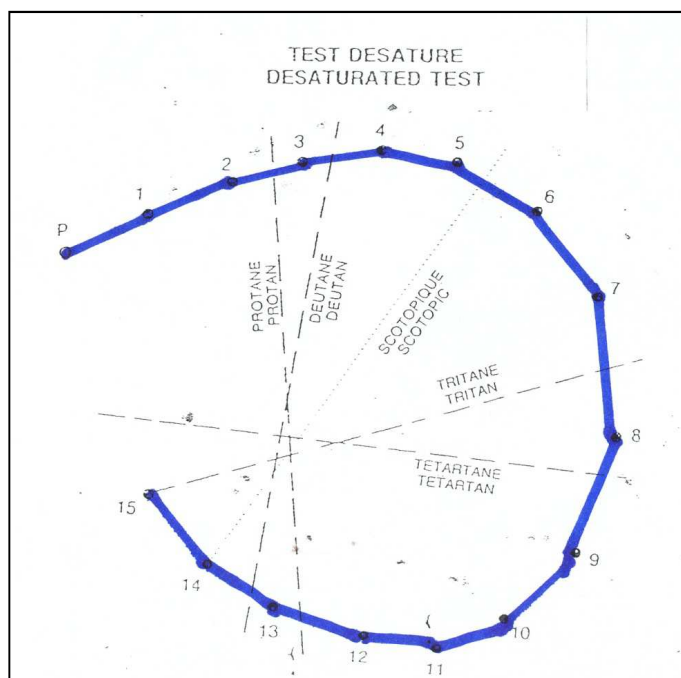 TEST DESATURE
DESATURATED TEST
P
1
2
3
4
5
6
7
8
9
10
11
12
13
14
15
PROTANE
PROTAN
DEUTANE
DEUTAN
SCOTOPIQUE
SCOTOPIC
TRITANE
TRITAN
TETARTANE
TETARTAN